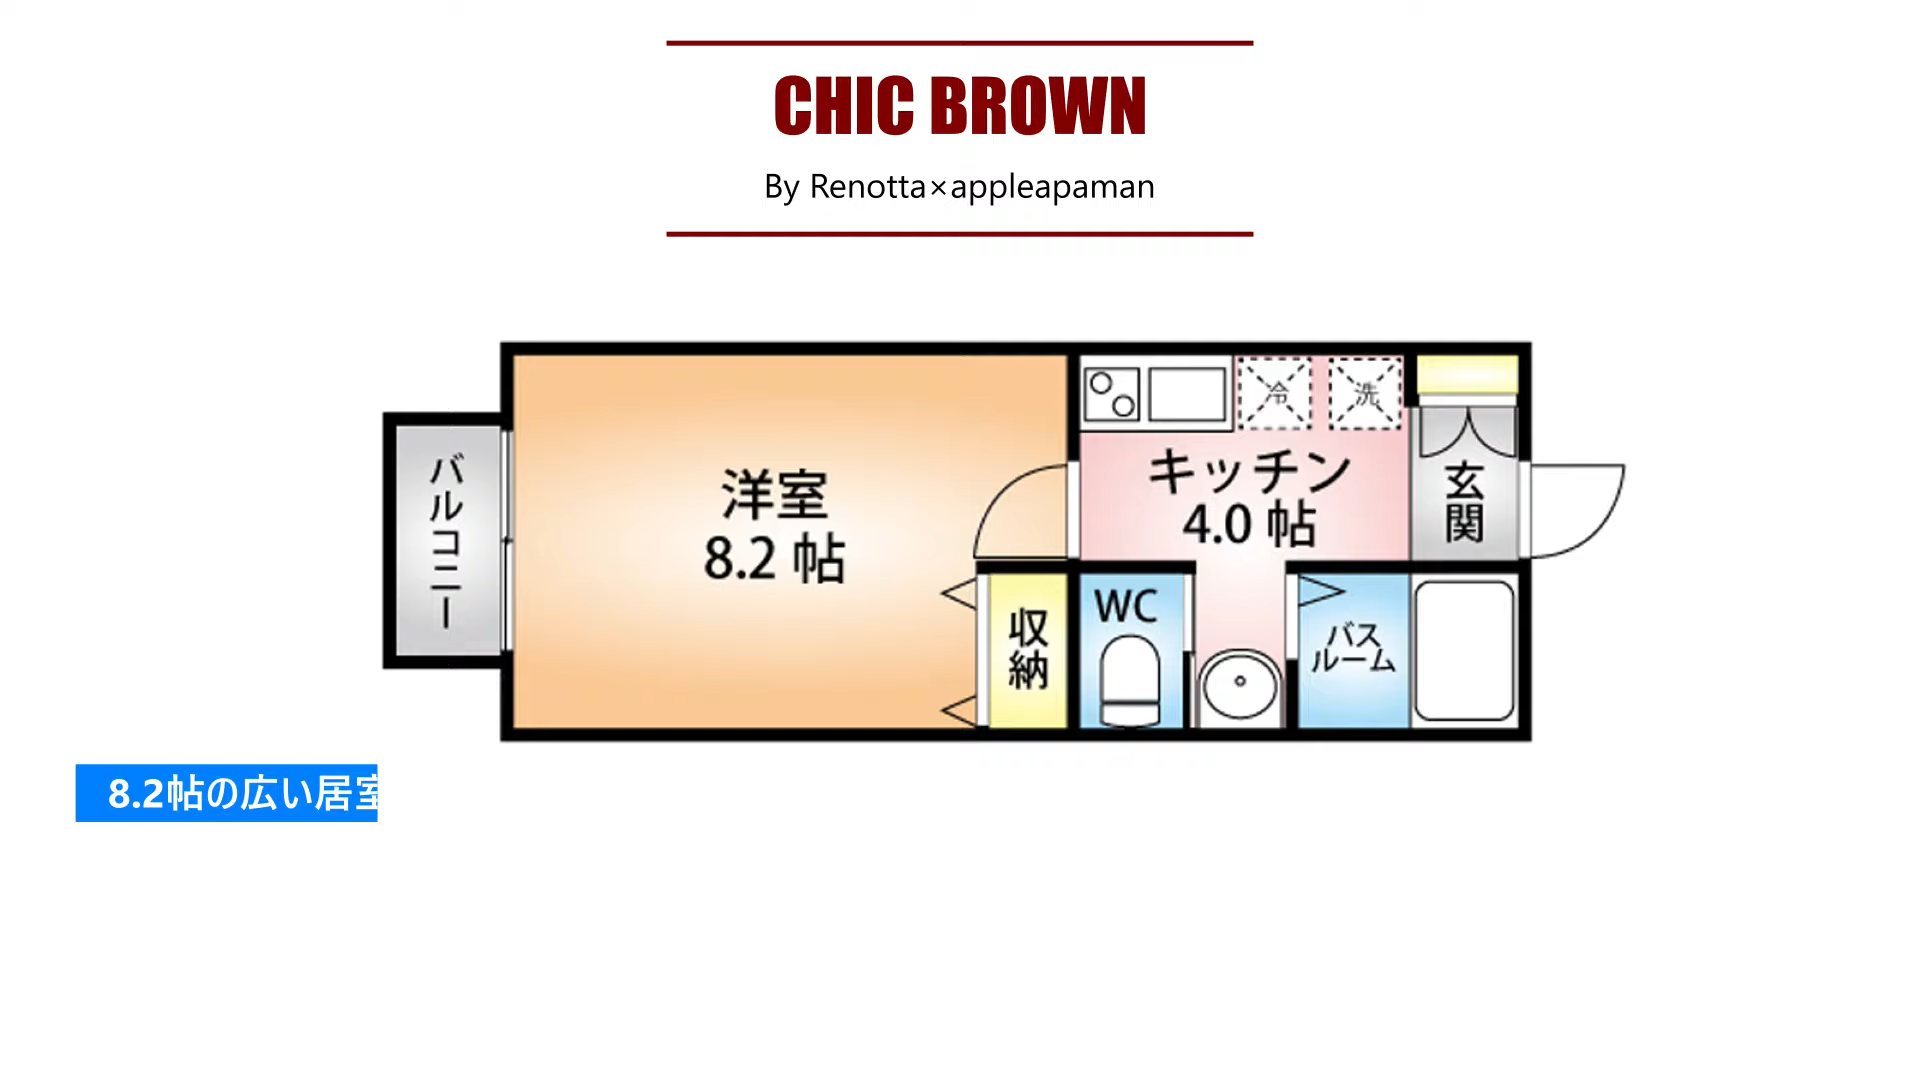 CHIC BROWN
By Renotta×appleapaman
バルコニー
洋室
8.2 帖
収納
キッチン
4.0 帖
冷
洗
玄関
WC
バス
ルーム
8.2帖の広い居室